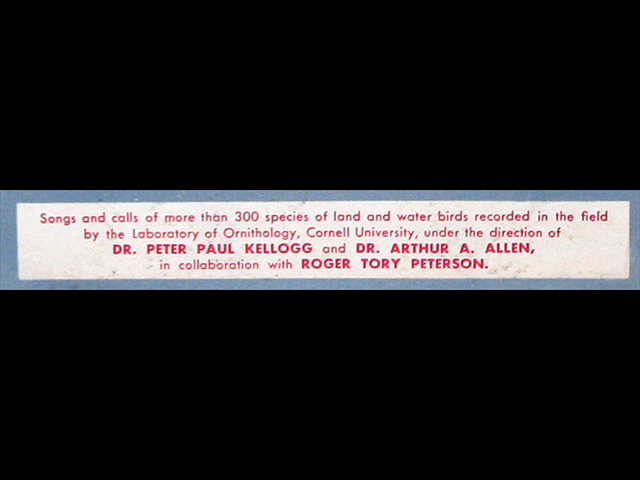 Songs and calls of more than 300 species of land and water birds recorded in the field
by the Laboratory of Ornithology, Cornell University, under the direction of
DR. PETER PAUL KELLOGG and DR. ARTHUR A. ALLEN,
in collaboration with ROGER TORY PETERSON.